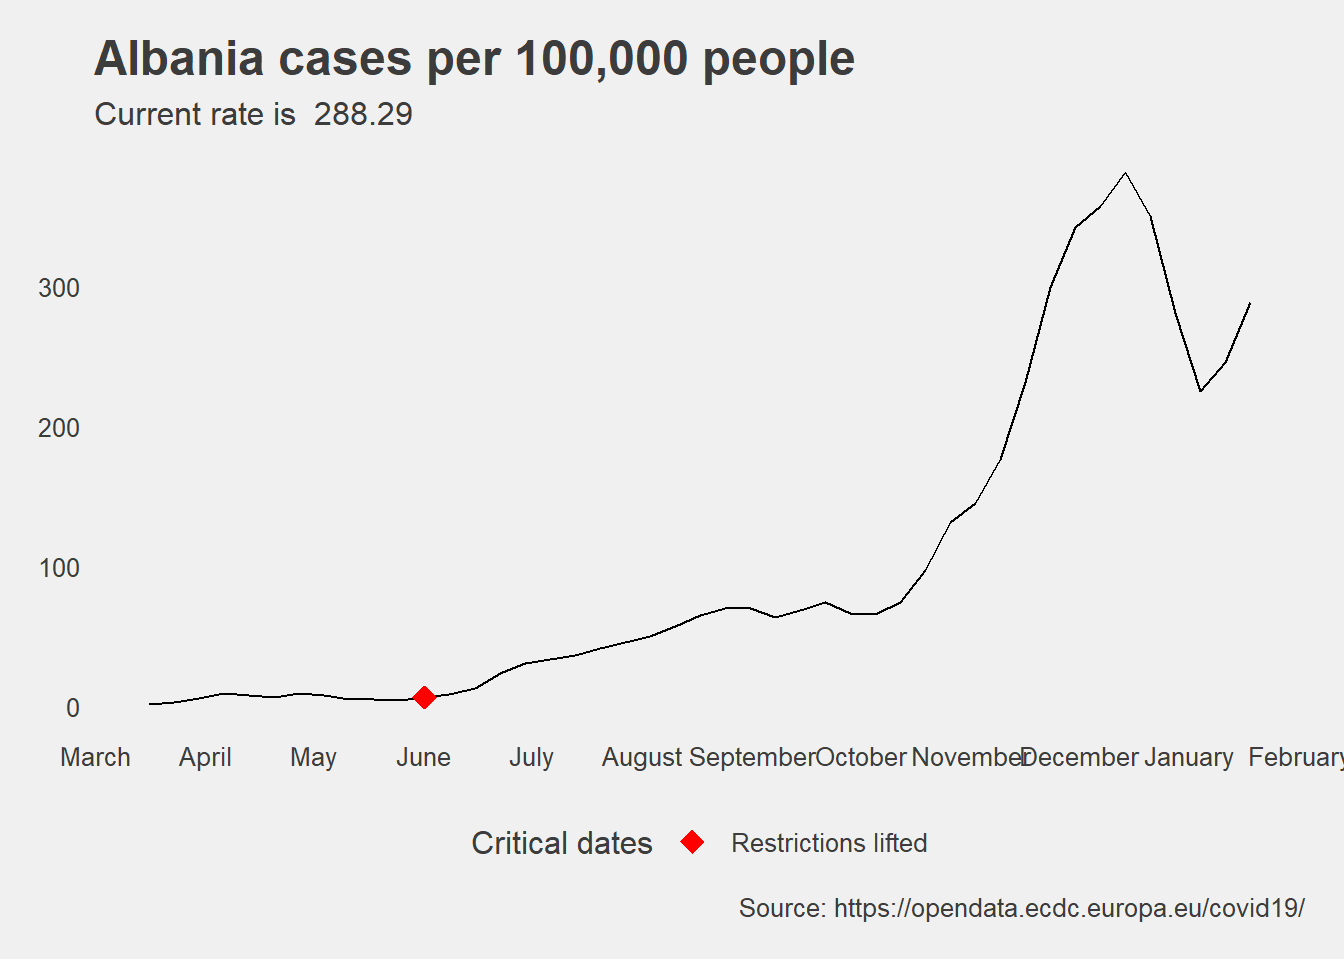 Albania cases per 100,000 people
Current rate is  288.29
300
200
100
0
March April May June July August September October November December January February
Critical dates Restrictions lifted
Source: https://opendata.ecdc.europa.eu/covid19/